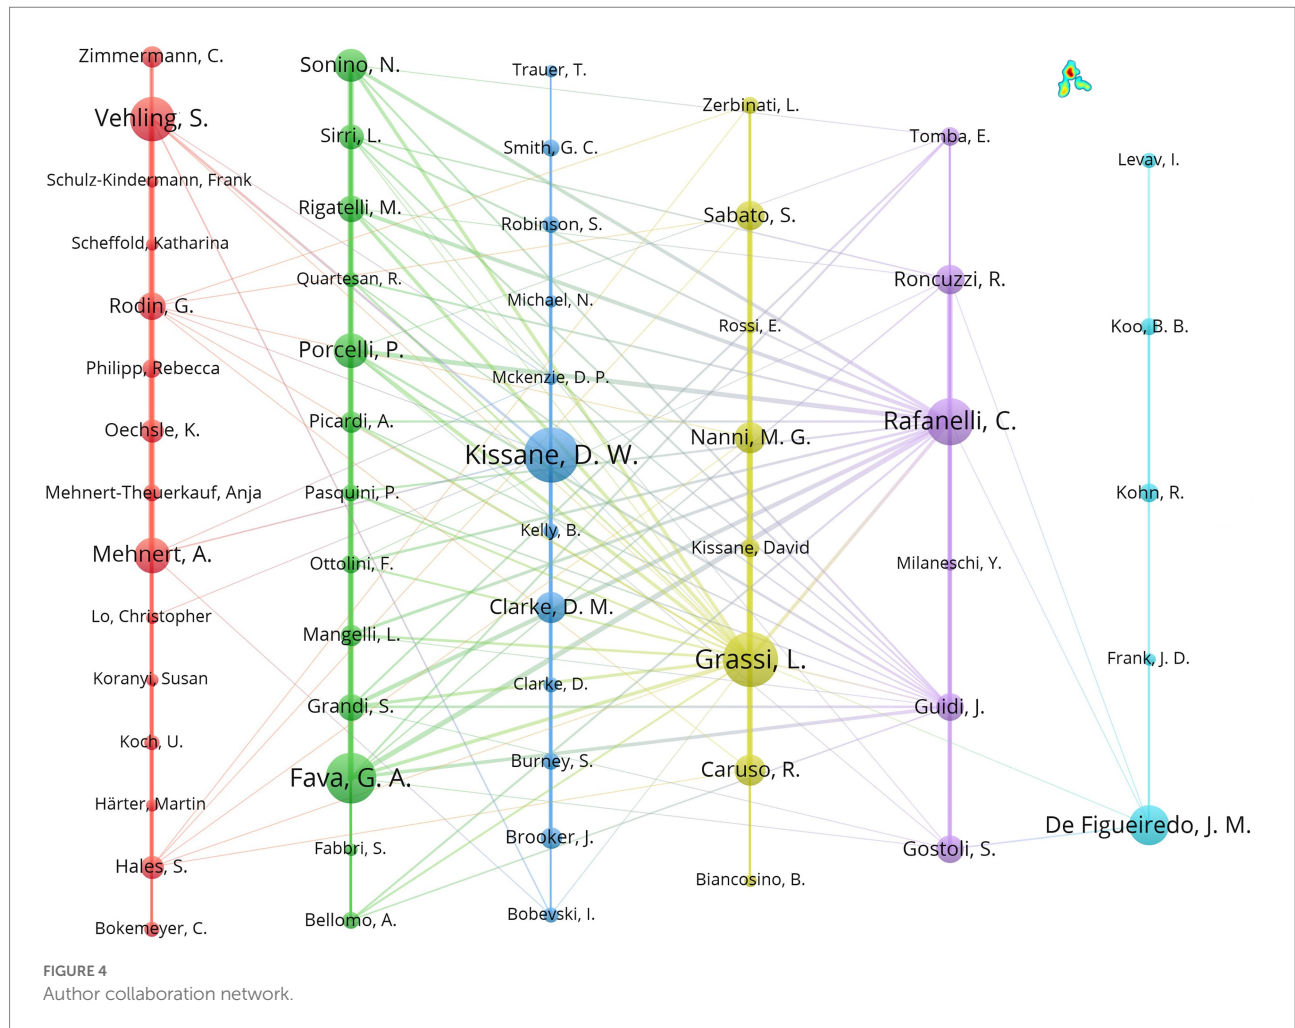 Zimmermann, C.
Vehling, S.
Schulz-Kindermann, Frank
Scheffold, Katharina
Rodin, G.
Philipp, Rebecca
Oechsle, K.
Mehnert-Theuerkauf, Anja
Mehnert, A.
Lo, Christopher
Koranyi, Susan
Koch, U.
Härter, Martin
Hales, S.
Bokemeyer, C.
Sonino, N.
Sirri, L.
Rigatelli, M.
Quartesan, R.
Porcelli, P.
Picardi, A.
Pasquini, P.
Ottolini, F.
Mangelli, L.
Grandi, S.
Fava, G. A.
Fabbri, S.
Bellomo, A.
Trauer, T.
Smith, G. C.
Robinson, S.
Michael, N.
Mckenzie, D. P.
Kissane, D. W.
Kelly, B.
Clarke, D. M.
Clarke, D.
Burney, S.
Brooker, J.
Bobevski, I.
Zerbinati, L.
Sabato, S.
Rossi, E.
Nanni, M. G.
Kissane, David
Grassi, L.
Caruso, R.
Biancosino, B.
Tomba, E.
Roncuzzi, R.
Rafanelli, C.
Milaneschi, Y.
Guidi, J.
Gostoli, S.
Levav, I.
Koo, B. B.
Kohn, R.
Frank, J. D.
De Figueiredo, J. M.
FIGURE 4
Author collaboration network.